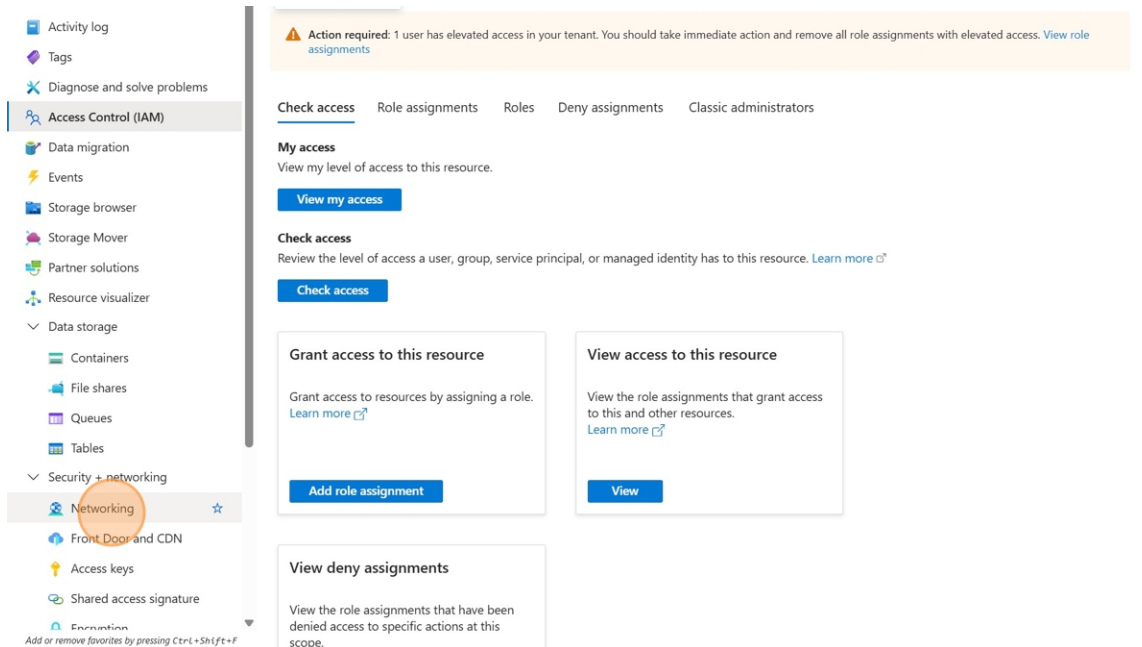 Activity log
Tags
Diagnose and solve problems
Access Control (IAM)
Data migration
Events
Storage browser
Storage Mover
Partner solutions
Resource visualizer
Data storage
Containers
File shares
Queues
Tables
Security + networking
Networking
Front Door and CDN
Access keys
Shared access signature
Encryption
Add or remove favorites by pressing Ctrl+Shift+F
Action required: 1 user has elevated access in your tenant. You should take immediate action and remove all role assignments with elevated access. View role
assignments
Check access Role assignments Roles Deny assignments Classic administrators
My access
View my level of access to this resource.
View my access
Check access
Review the level of access a user, group, service principal, or managed identity has to this resource. Learn more
Check access
Grant access to this resource
Grant access to resources by assigning a role.
Learn more
Add role assignment
View access to this resource
View the role assignments that grant access
to this and other resources.
Learn more
View
View deny assignments
View the role assignments that have been
denied access to specific actions at this
scope.